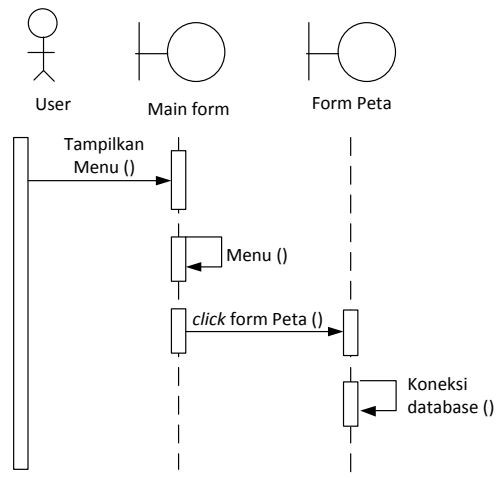 User
Main form
Form Peta
Tampilkan
Menu ()
Menu ()
click form Peta ()
Koneksi
database ()